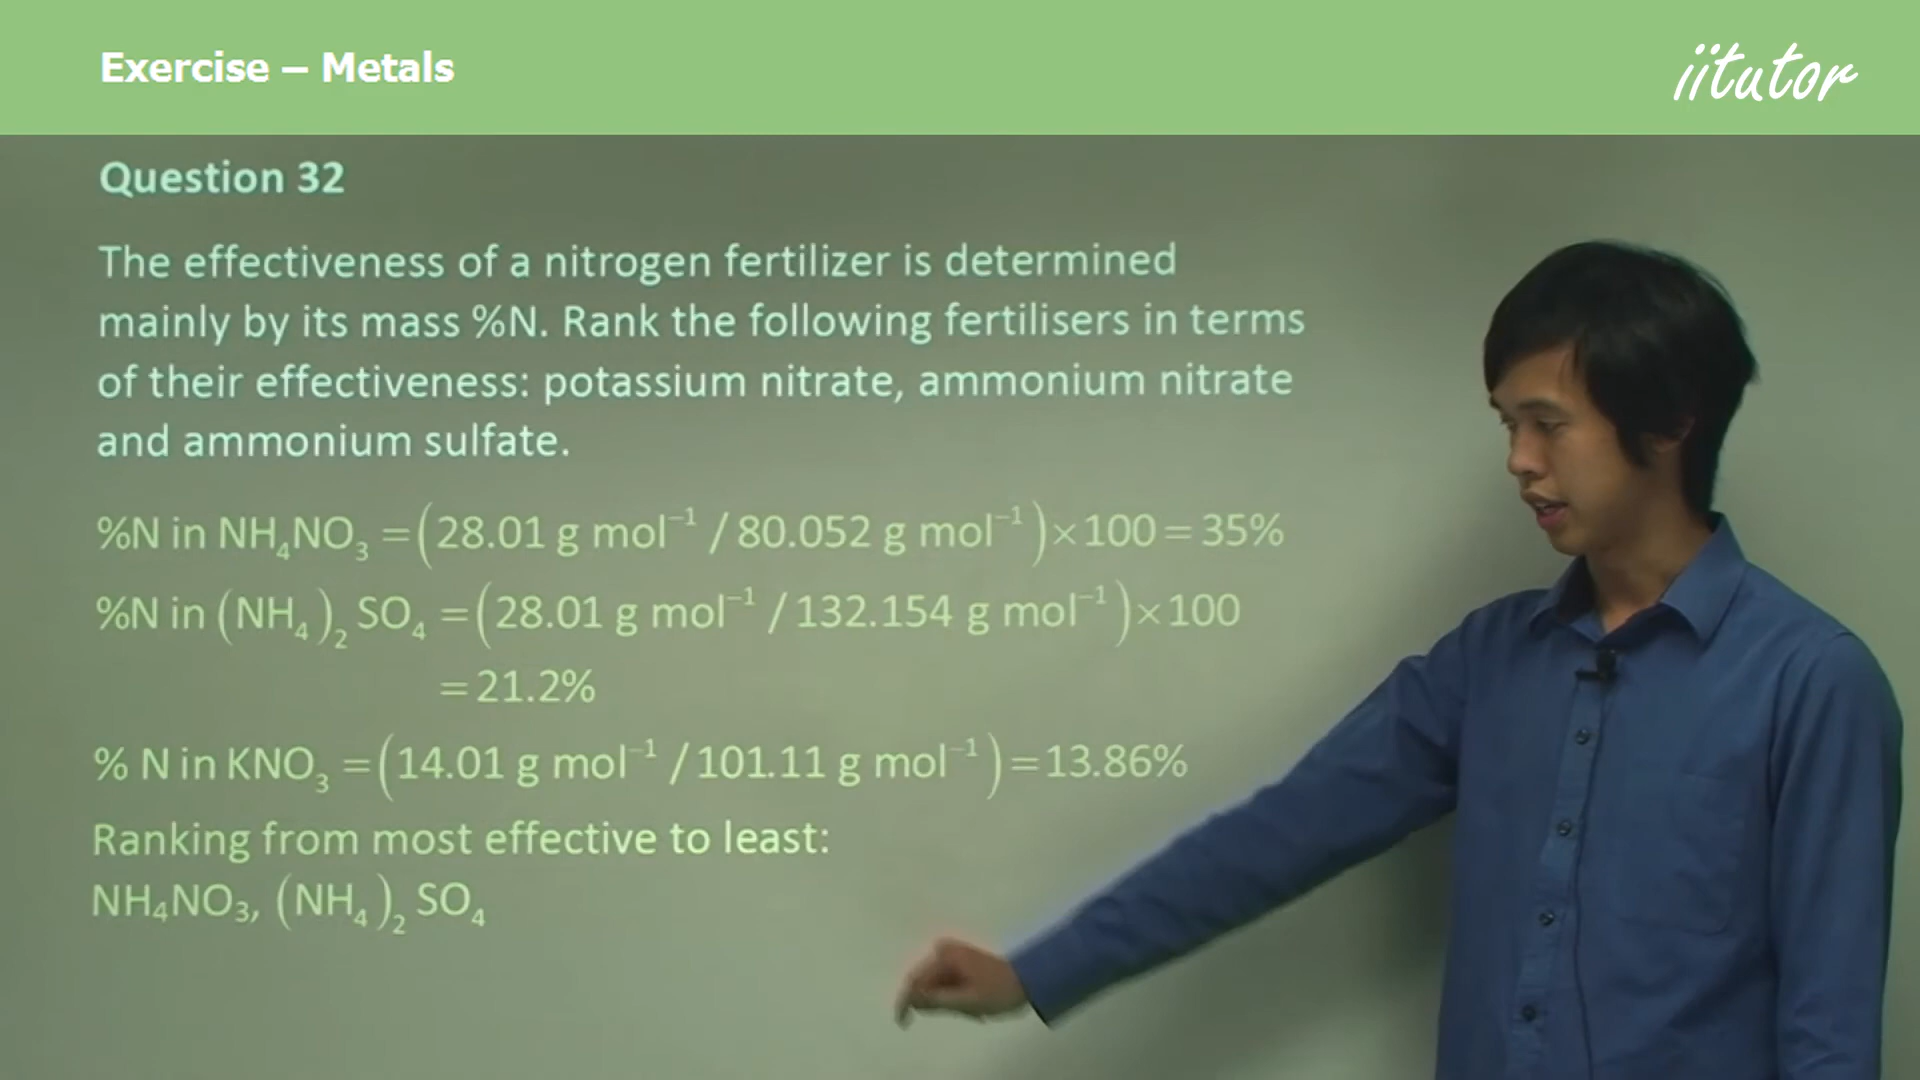 Exercise – Metals
iitutor
Question 32
The effectiveness of a nitrogen fertilizer is determined
mainly by its mass %N. Rank the following fertilisers in terms
of their effectiveness: potassium nitrate, ammonium nitrate
and ammonium sulfate.
%N in NH₄NO₃ = (28.01 g mol⁻¹ / 80.052 g mol⁻¹) × 100 = 35%
%N in (NH₄)₂ SO₄ = (28.01 g mol⁻¹ / 132.154 g mol⁻¹) × 100
= 21.2%
% N in KNO₃ = (14.01 g mol⁻¹ / 101.11 g mol⁻¹) = 13.86%
Ranking from most effective to least:
NH₄NO₃, (NH₄)₂ SO₄